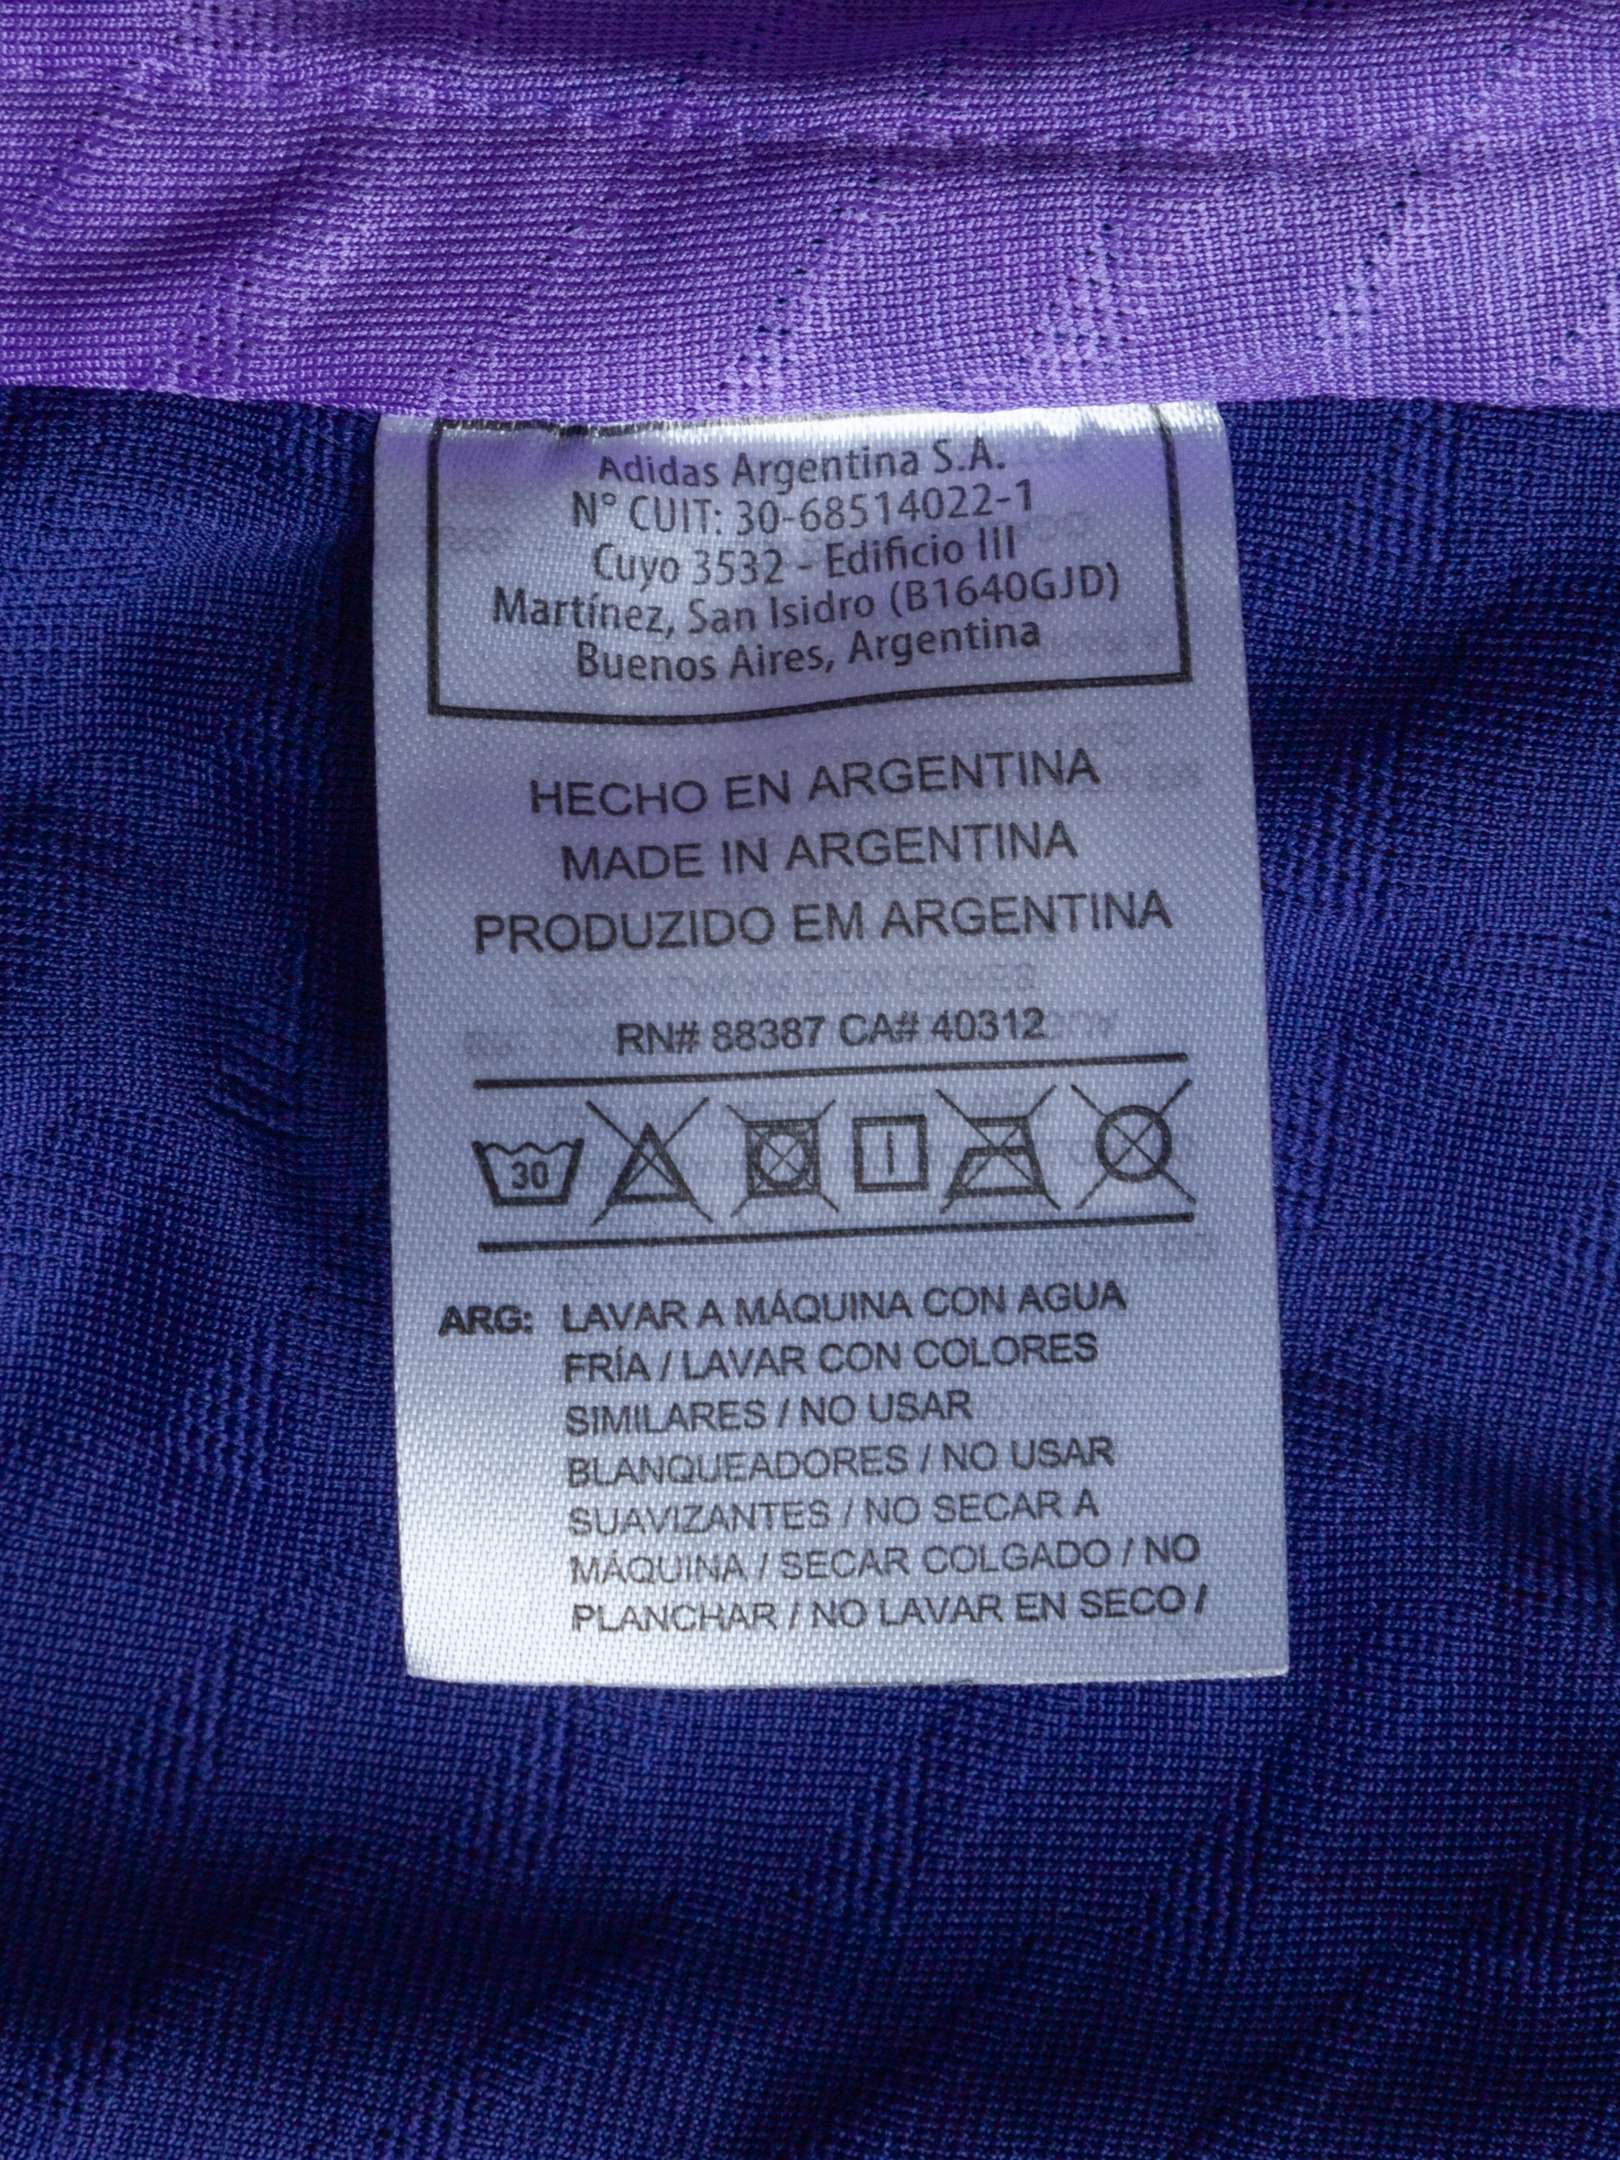 Adidas Argentina S.A.
N° CUIT: 30-68514022-1
Cuyo 3532 - Edificio III
Martínez, San Isidro (B1640GJD)
Buenos Aires, Argentina
HECHO EN ARGENTINA
MADE IN ARGENTINA
PRODUZIDO EM ARGENTINA
RN# 88387 CA# 40312
30
ARG: LAVAR A MÁQUINA CON AGUA
FRÍA / LAVAR CON COLORES
SIMILARES / NO USAR
BLANQUEADORES / NO USAR
SUAVIZANTES / NO SECAR A
MÁQUINA / SECAR COLGADO / NO
PLANCHAR / NO LAVAR EN SECO /